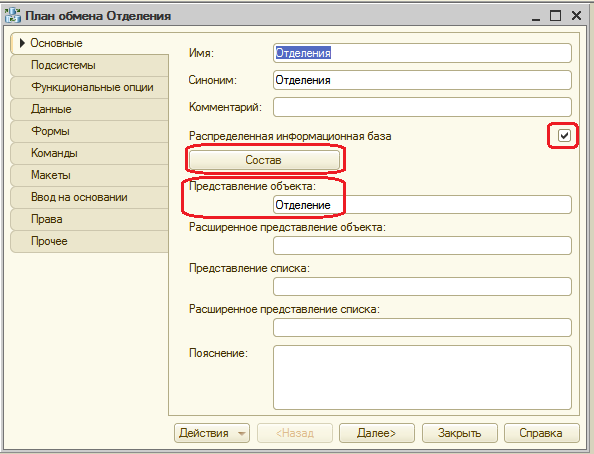 План обмена Отделения
Основные
Подсистемы
Функциональные опции
Данные
Формы
Команды
Макеты
Ввод на основании
Права
Прочее
Имя: Отделения
Синоним: Отделения
Комментарий:
Распределенная информационная база
Состав
Представление объекта:
Отделение
Расширенное представление объекта:
Представление списка:
Расширенное представление списка:
Пояснение:
Действия <Назад Далее> Закрыть Справка